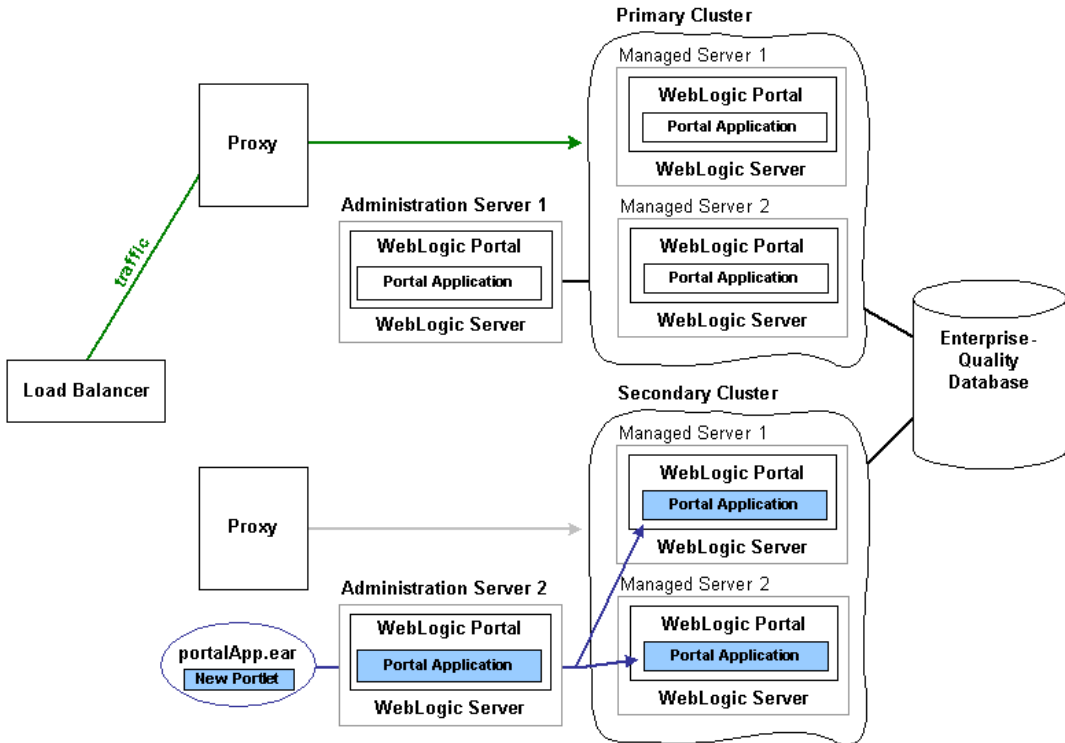 Primary Cluster
Managed Server 1
WebLogic Portal
Portal Application
WebLogic Server
Proxy
traffic
Administration Server 1
WebLogic Portal
Portal Application
WebLogic Server
Managed Server 2
WebLogic Portal
Portal Application
WebLogic Server
Load Balancer
Enterprise-
Quality
Database
Secondary Cluster
Managed Server 1
WebLogic Portal
Portal Application
WebLogic Server
Proxy
Administration Server 2
WebLogic Portal
Portal Application
WebLogic Server
portalApp.ear
New Portlet
Managed Server 2
WebLogic Portal
Portal Application
WebLogic Server